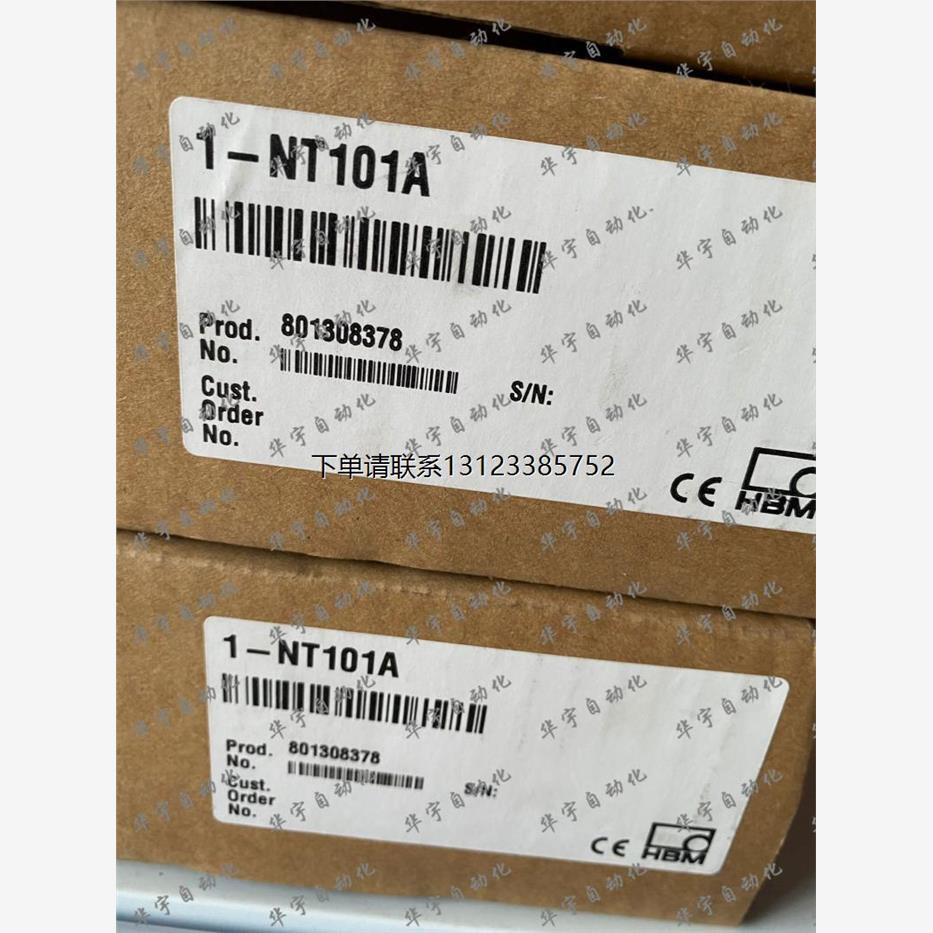 1-NT101A
Prod. 801308378
No.
Cust.
Order
No.
S/N:
下单请联系13123385752
CE HBM
1-NT101A
Prod. 801308378
No.
Cust.
Order
No.
S/N:
CE HBM
华宇自动化